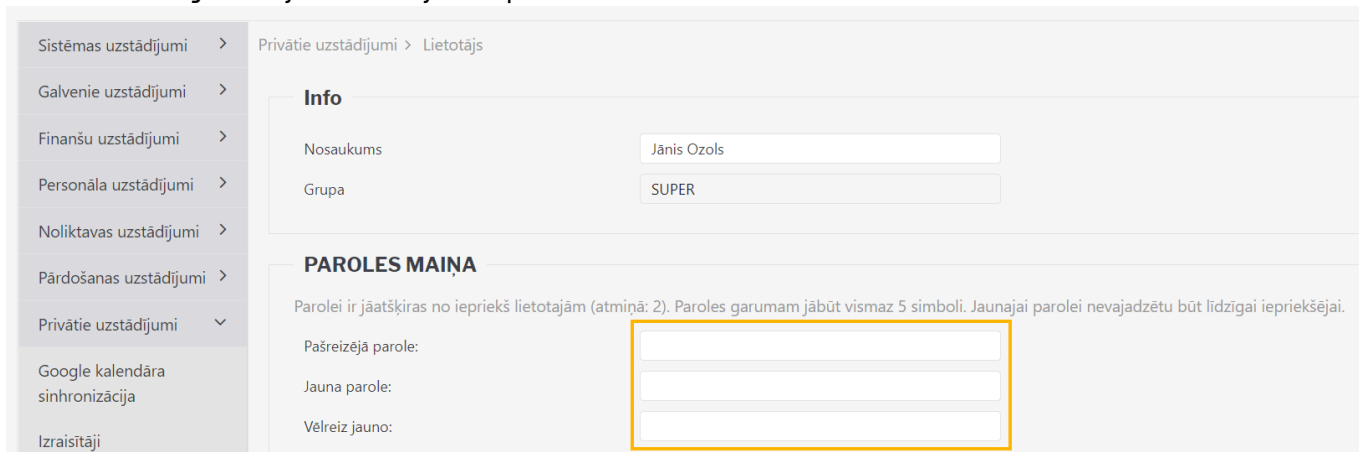 Sistēmas uzstādījumi
Galvenie uzstādījumi
Finanšu uzstādījumi
Personāla uzstādījumi
Noliktavas uzstādījumi
Pārdošanas uzstādījumi
Privātie uzstādījumi
Google kalendāra
sinhronizācija
Izraisītāji
Privātie uzstādījumi > Lietotājs
Info
Nosaukums Jānis Ozols
Grupa SUPER
PAROLES MAIŅA
Parolei ir jāatšķiras no iepriekš lietotajām (atmiņā: 2). Paroles garumam jābūt vismaz 5 simboli. Jaunajai parolei nevajadzētu būt līdzīgai iepriekšējai.
Pašreizējā parole:
Jauna parole:
Vēlreiz jauno: